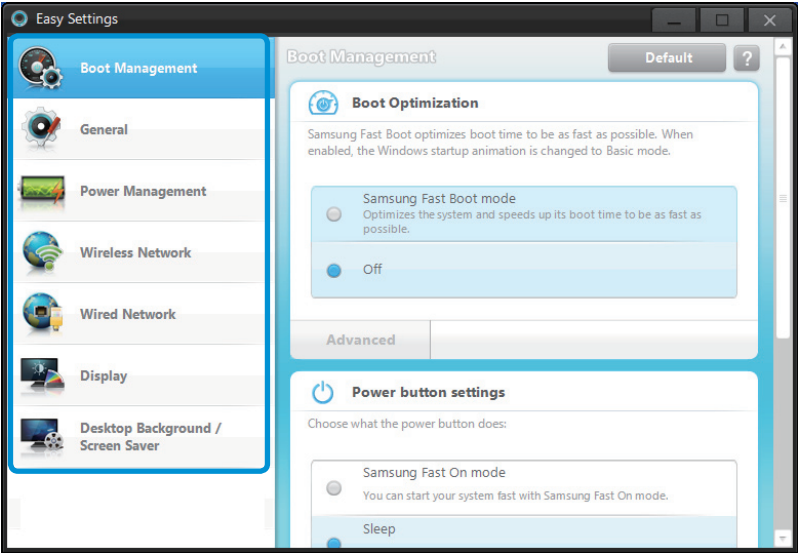 Easy Settings
Boot Management
General
Power Management
Wireless Network
Wired Network
Display
Desktop Background /
Screen Saver
Boot Management
Default
?
Boot Optimization
Samsung Fast Boot optimizes boot time to be as fast as possible. When
enabled, the Windows startup animation is changed to Basic mode.
Samsung Fast Boot mode
Optimizes the system and speeds up its boot time to be as fast as
possible.
Off
Advanced
Power button settings
Choose what the power button does:
Samsung Fast On mode
You can start your system fast with Samsung Fast On mode.
Sleep